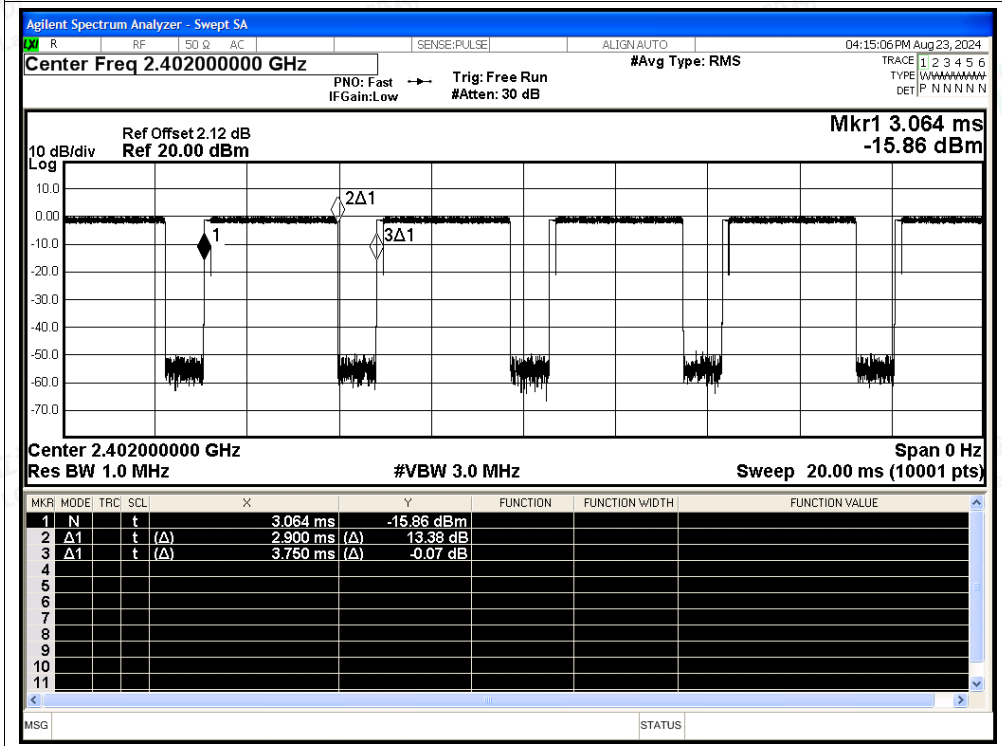 Agilent Spectrum Analyzer - Swept SA
LXI R RF 50 Ω AC SENSE:PULSE ALIGN AUTO 04:15:06 PM Aug 23, 2024
Center Freq 2.402000000 GHz #Avg Type: RMS TRACE 1 2 3 4 5 6
PNO: Fast Trig: Free Run TYPE
IFGain:Low #Atten: 30 dB DET P N N N N N
Mkr1 3.064 ms
Ref Offset 2.12 dB
10 dB/div Ref 20.00 dBm -15.86 dBm
Log
10.0
2Δ1
0.00
1 3Δ1
-10.0
-20.0
-30.0
-40.0
-50.0
-60.0
-70.0
Center 2.402000000 GHz Span 0 Hz
Res BW 1.0 MHz #VBW 3.0 MHz Sweep 20.00 ms (10001 pts)
MKR MODE TRC SCL X Y FUNCTION FUNCTION WIDTH FUNCTION VALUE
1 N t 3.064 ms -15.86 dBm
2 Δ1 t (Δ) 2.900 ms (Δ) 13.38 dB
3 Δ1 t (Δ) 3.750 ms (Δ) -0.07 dB
4
5
6
7
8
9
10
11
MSG STATUS